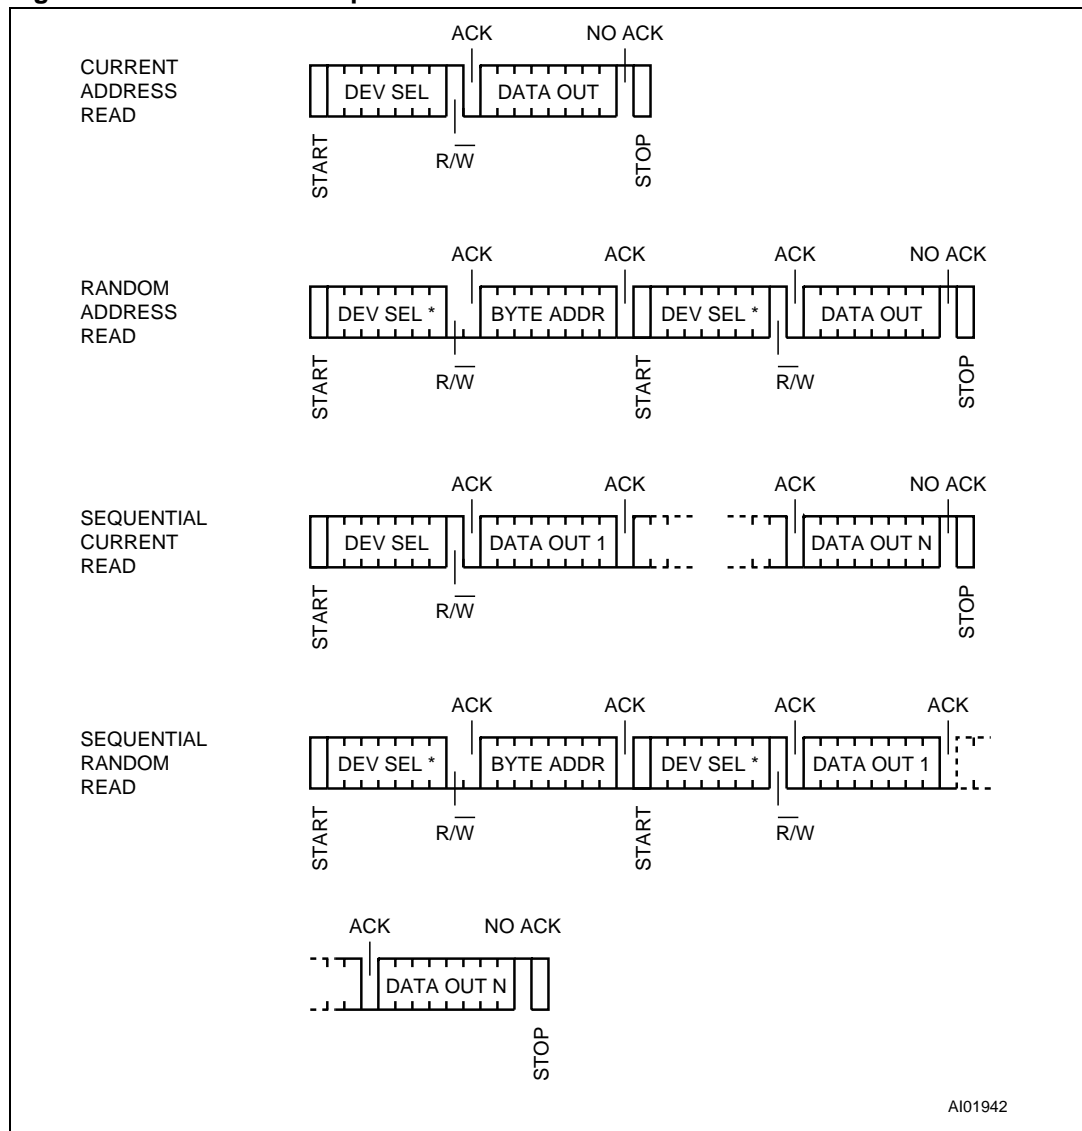 ACK NO ACK
CURRENT
ADDRESS
READ
DEV SEL DATA OUT
R/W
START
STOP
ACK ACK ACK NO ACK
RANDOM
ADDRESS
READ
DEV SEL * BYTE ADDR DEV SEL * DATA OUT
R/W R/W
START START STOP
ACK ACK ACK NO ACK
SEQUENTIAL
CURRENT
READ
DEV SEL DATA OUT 1 DATA OUT N
R/W
START STOP
ACK ACK ACK ACK
SEQUENTIAL
RANDOM
READ
DEV SEL * BYTE ADDR DEV SEL * DATA OUT 1
R/W R/W
START START
ACK NO ACK
DATA OUT N
STOP
AI01942